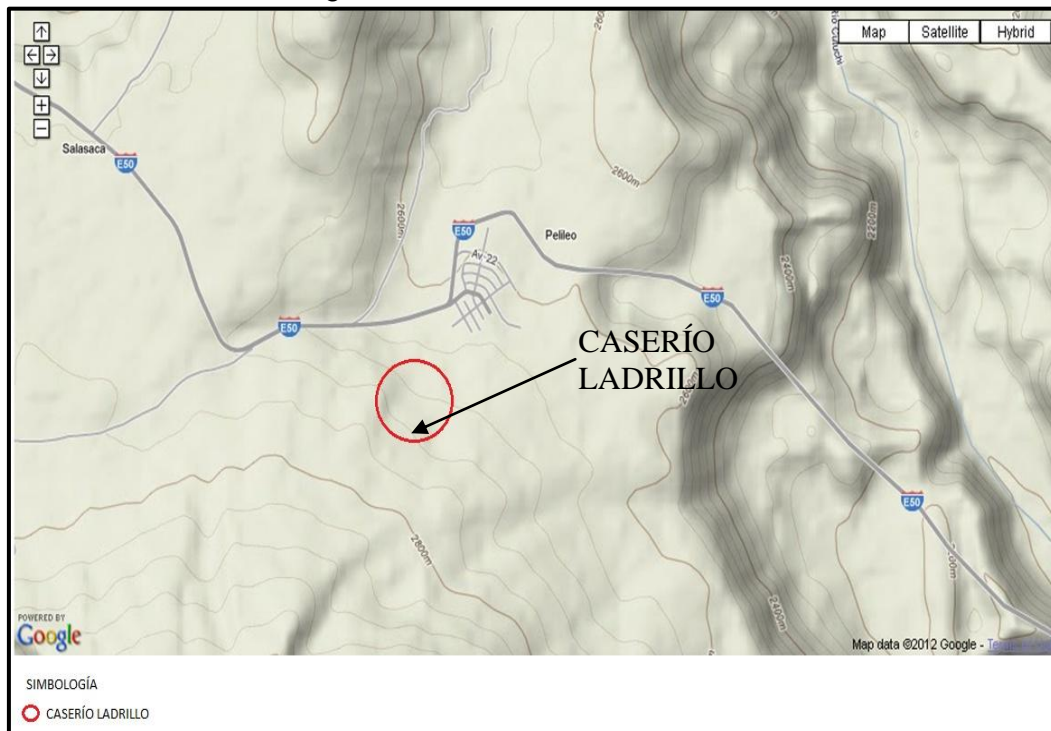 Map
Satellite
Hybrid
2600m
Salasaca
E50
2600m
2600m
E50
Pelileo
2200m
Av-22
2400m
E50
E50
CASERÍO
LADRILLO
E50
2800m
2400m
POWERED BY
Google
Map data ©2012 Google -
SIMBOLOGÍA
CASERÍO LADRILLO